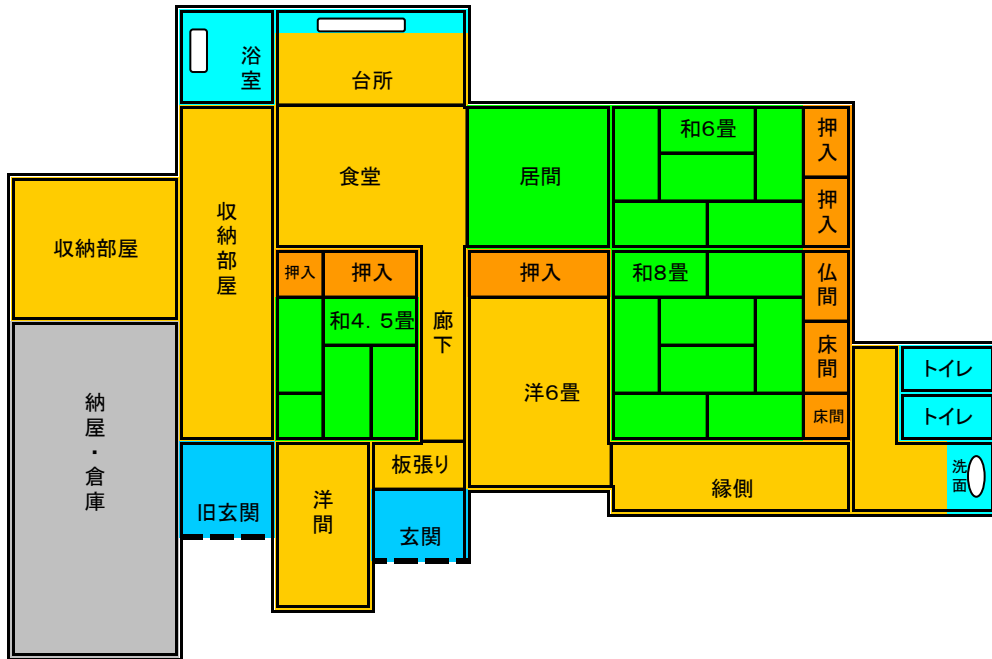 浴室
台所
食堂
居間
和6畳
押入
押入
収納部屋
収納部屋
押入
押入
和4．5畳
廊下
押入
和8畳
仏間
床間
床間
洋6畳
トイレ
トイレ
洗面
納屋・倉庫
旧玄関
洋間
板張り
玄関
縁側